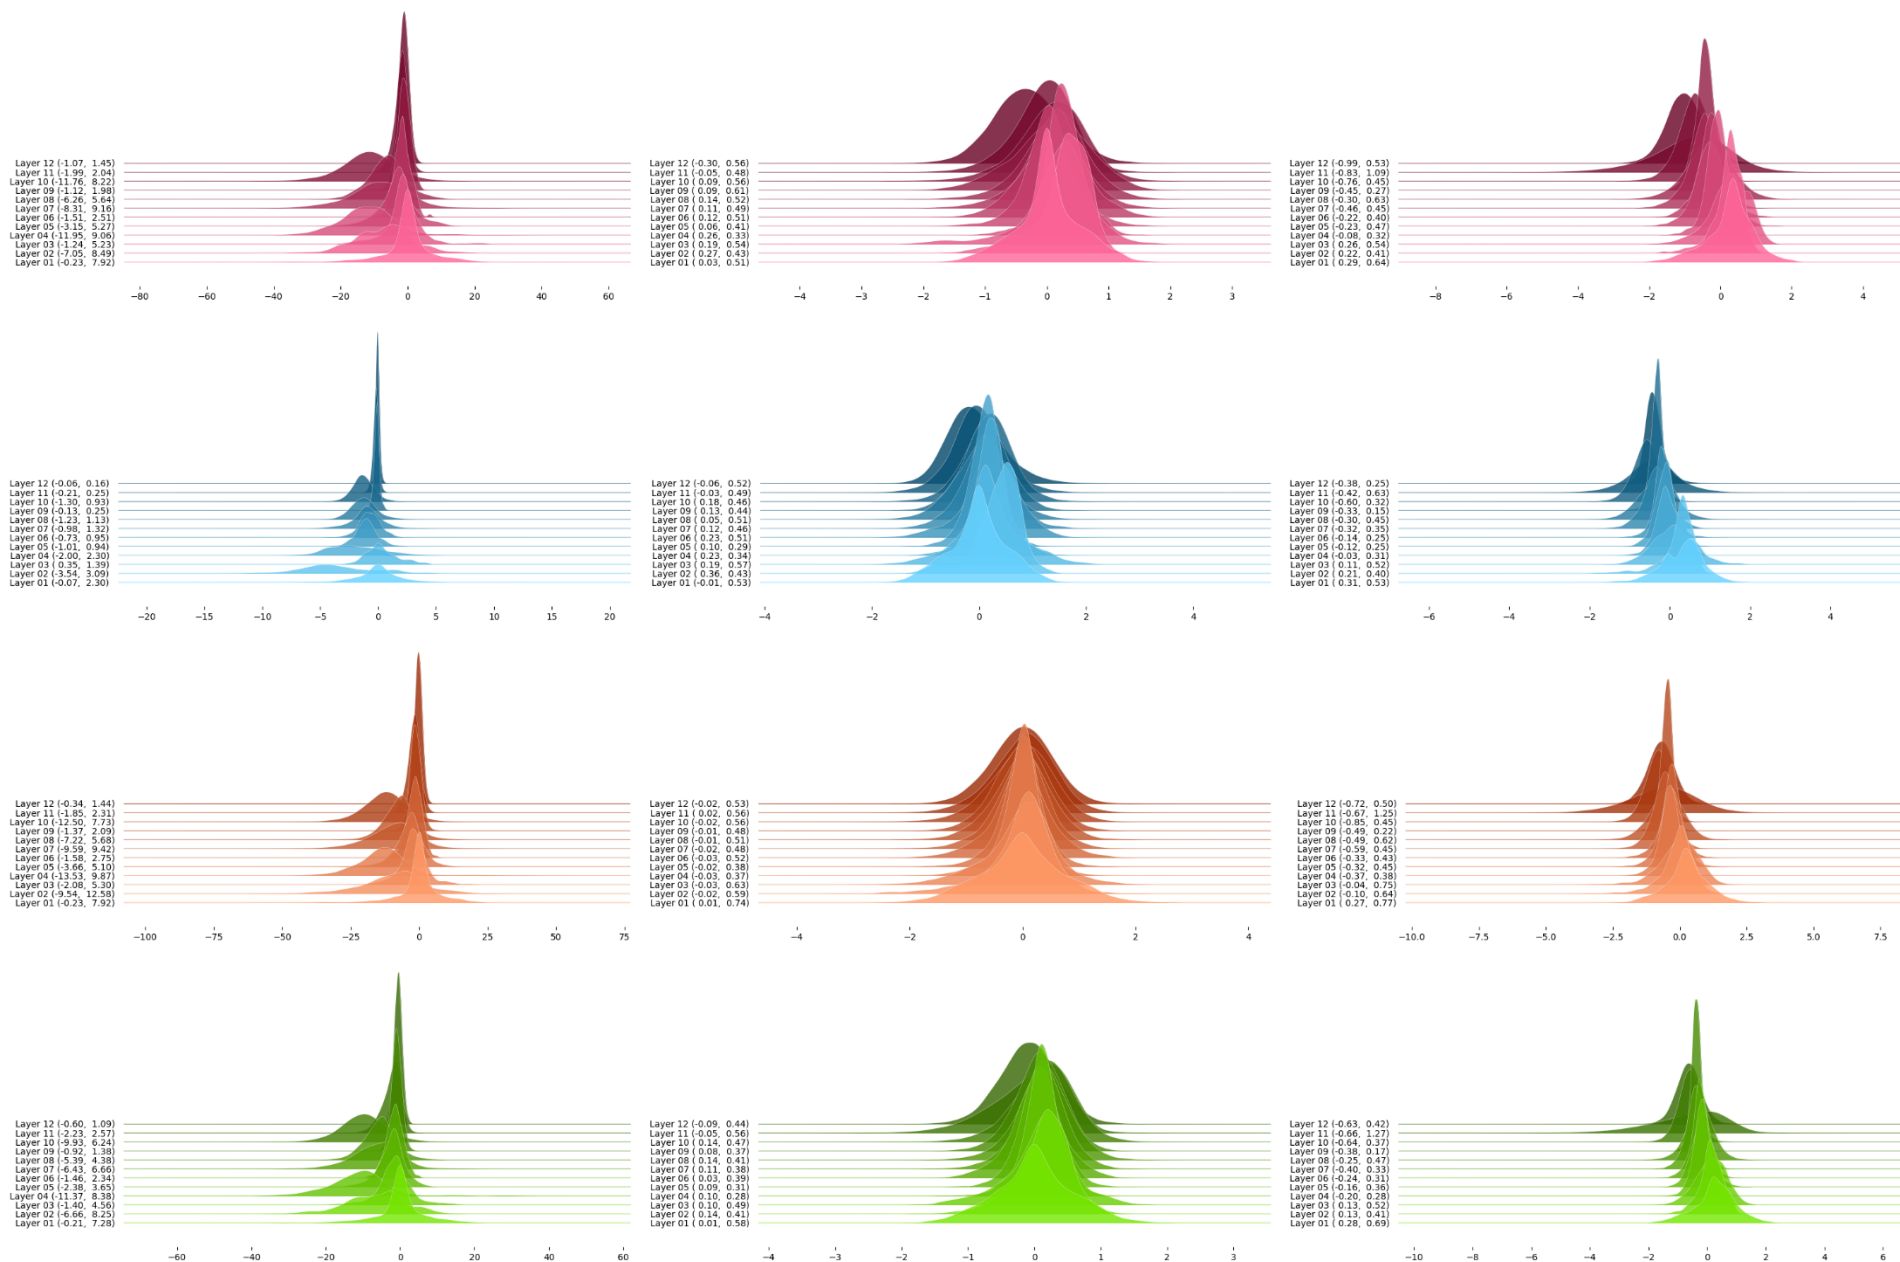 Layer 12 (-1.07, 1.45)
Layer 11 (-1.99, 2.04)
Layer 10 (-11.76, 8.22)
Layer 09 (-1.12, 1.98)
Layer 08 (-6.26, 5.64)
Layer 07 (-8.31, 9.16)
Layer 06 (-1.51, 2.51)
Layer 05 (-3.15, 5.27)
Layer 04 (-11.95, 9.06)
Layer 03 (-1.24, 5.23)
Layer 02 (-7.05, 8.49)
Layer 01 (-0.23, 7.92)
−80 −60 −40 −20 0 20 40 60
Layer 12 (-0.30, 0.56)
Layer 11 (-0.05, 0.48)
Layer 10 ( 0.09, 0.56)
Layer 09 ( 0.09, 0.61)
Layer 08 ( 0.14, 0.52)
Layer 07 ( 0.11, 0.49)
Layer 06 ( 0.12, 0.51)
Layer 05 ( 0.06, 0.41)
Layer 04 ( 0.26, 0.33)
Layer 03 ( 0.19, 0.54)
Layer 02 ( 0.27, 0.43)
Layer 01 ( 0.03, 0.51)
−4 −3 −2 −1 0 1 2 3
Layer 12 (-0.99, 0.53)
Layer 11 (-0.83, 1.09)
Layer 10 (-0.76, 0.45)
Layer 09 (-0.45, 0.27)
Layer 08 (-0.30, 0.63)
Layer 07 (-0.46, 0.45)
Layer 06 (-0.22, 0.40)
Layer 05 (-0.23, 0.47)
Layer 04 (-0.08, 0.32)
Layer 03 ( 0.26, 0.54)
Layer 02 ( 0.22, 0.41)
Layer 01 ( 0.29, 0.64)
−8 −6 −4 −2 0 2 4
Layer 12 (-0.06, 0.16)
Layer 11 (-0.21, 0.25)
Layer 10 (-1.30, 0.93)
Layer 09 (-0.13, 0.25)
Layer 08 (-1.23, 1.13)
Layer 07 (-0.98, 1.32)
Layer 06 (-0.73, 0.95)
Layer 05 (-1.01, 0.94)
Layer 04 (-2.00, 2.30)
Layer 03 ( 0.35, 1.39)
Layer 02 (-3.54, 3.09)
Layer 01 (-0.07, 2.30)
−20 −15 −10 −5 0 5 10 15 20
Layer 12 (-0.06, 0.52)
Layer 11 (-0.03, 0.49)
Layer 10 ( 0.18, 0.46)
Layer 09 ( 0.13, 0.44)
Layer 08 ( 0.05, 0.51)
Layer 07 ( 0.12, 0.46)
Layer 06 ( 0.23, 0.51)
Layer 05 ( 0.10, 0.29)
Layer 04 ( 0.23, 0.34)
Layer 03 ( 0.19, 0.57)
Layer 02 ( 0.36, 0.43)
Layer 01 (-0.01, 0.53)
−4 −2 0 2 4
Layer 12 (-0.38, 0.25)
Layer 11 (-0.42, 0.63)
Layer 10 (-0.60, 0.32)
Layer 09 (-0.33, 0.15)
Layer 08 (-0.30, 0.45)
Layer 07 (-0.32, 0.35)
Layer 06 (-0.14, 0.25)
Layer 05 (-0.12, 0.25)
Layer 04 (-0.03, 0.31)
Layer 03 ( 0.11, 0.52)
Layer 02 ( 0.21, 0.40)
Layer 01 ( 0.31, 0.53)
−6 −4 −2 0 2 4
Layer 12 (-0.34, 1.44)
Layer 11 (-1.85, 2.31)
Layer 10 (-12.50, 7.73)
Layer 09 (-1.37, 2.09)
Layer 08 (-7.22, 5.68)
Layer 07 (-9.59, 9.42)
Layer 06 (-1.58, 2.75)
Layer 05 (-3.66, 5.10)
Layer 04 (-13.53, 9.87)
Layer 03 (-2.08, 5.30)
Layer 02 (-9.54, 12.58)
Layer 01 (-0.23, 7.92)
−100 −75 −50 −25 0 25 50 75
Layer 12 (-0.02, 0.53)
Layer 11 ( 0.02, 0.56)
Layer 10 (-0.02, 0.56)
Layer 09 (-0.01, 0.48)
Layer 08 (-0.01, 0.51)
Layer 07 (-0.02, 0.48)
Layer 06 (-0.03, 0.52)
Layer 05 (-0.02, 0.38)
Layer 04 (-0.03, 0.37)
Layer 03 (-0.03, 0.63)
Layer 02 (-0.02, 0.59)
Layer 01 ( 0.01, 0.74)
−4 −2 0 2 4
Layer 12 (-0.72, 0.50)
Layer 11 (-0.67, 1.25)
Layer 10 (-0.85, 0.45)
Layer 09 (-0.49, 0.22)
Layer 08 (-0.49, 0.62)
Layer 07 (-0.59, 0.45)
Layer 06 (-0.33, 0.43)
Layer 05 (-0.32, 0.45)
Layer 04 (-0.37, 0.38)
Layer 03 (-0.04, 0.75)
Layer 02 (-0.10, 0.64)
Layer 01 ( 0.27, 0.77)
−10.0 −7.5 −5.0 −2.5 0.0 2.5 5.0 7.5
Layer 12 (-0.60, 1.09)
Layer 11 (-2.23, 2.57)
Layer 10 (-9.93, 6.24)
Layer 09 (-0.92, 1.38)
Layer 08 (-5.39, 4.38)
Layer 07 (-6.43, 6.66)
Layer 06 (-1.46, 2.34)
Layer 05 (-2.38, 3.65)
Layer 04 (-11.37, 8.38)
Layer 03 (-1.40, 4.56)
Layer 02 (-6.66, 8.25)
Layer 01 (-0.21, 7.28)
−60 −40 −20 0 20 40 60
Layer 12 (-0.09, 0.44)
Layer 11 (-0.05, 0.56)
Layer 10 ( 0.14, 0.47)
Layer 09 ( 0.08, 0.37)
Layer 08 ( 0.14, 0.41)
Layer 07 ( 0.11, 0.38)
Layer 06 ( 0.03, 0.39)
Layer 05 ( 0.09, 0.31)
Layer 04 ( 0.10, 0.28)
Layer 03 ( 0.10, 0.49)
Layer 02 ( 0.14, 0.41)
Layer 01 ( 0.01, 0.58)
−4 −3 −2 −1 0 1 2 3
Layer 12 (-0.63, 0.42)
Layer 11 (-0.66, 1.27)
Layer 10 (-0.64, 0.37)
Layer 09 (-0.38, 0.17)
Layer 08 (-0.25, 0.47)
Layer 07 (-0.40, 0.33)
Layer 06 (-0.24, 0.31)
Layer 05 (-0.16, 0.36)
Layer 04 (-0.20, 0.28)
Layer 03 ( 0.13, 0.52)
Layer 02 ( 0.13, 0.41)
Layer 01 ( 0.28, 0.69)
−10 −8 −6 −4 −2 0 2 4 6